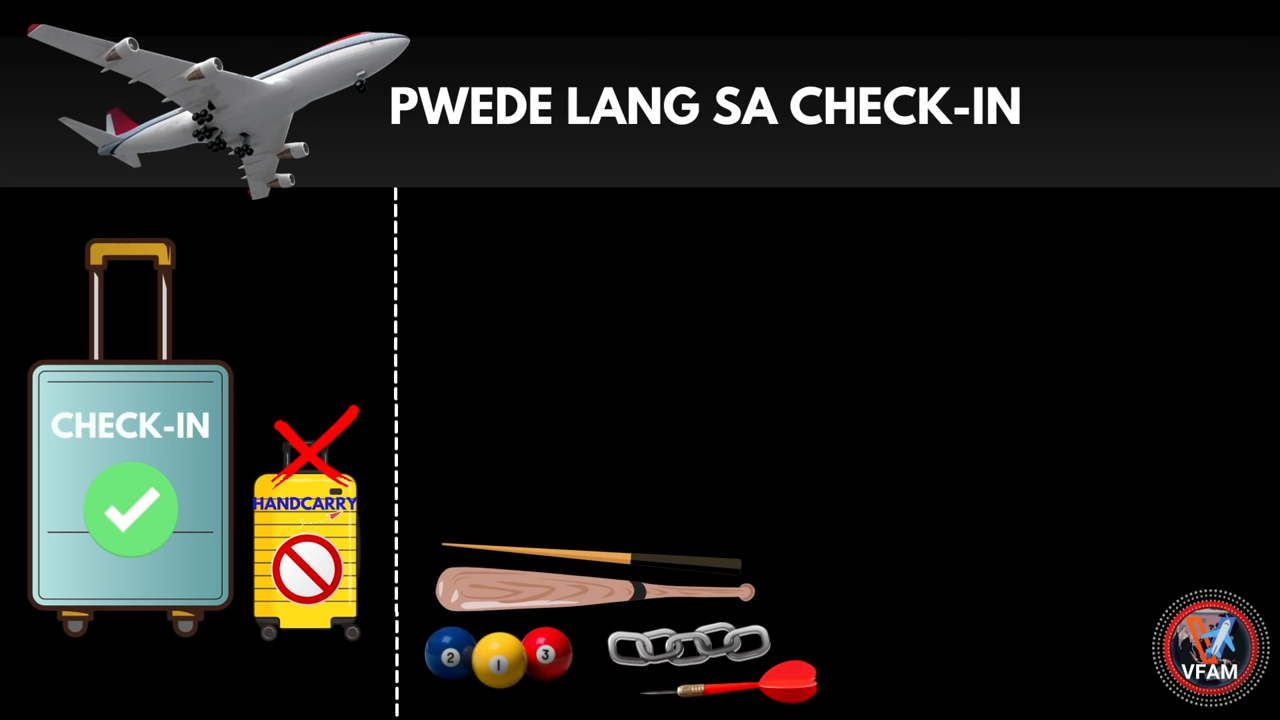 PWEDE LANG SA CHECK-IN
CHECK-IN
HANDCARRY
2
1
3
VFAM